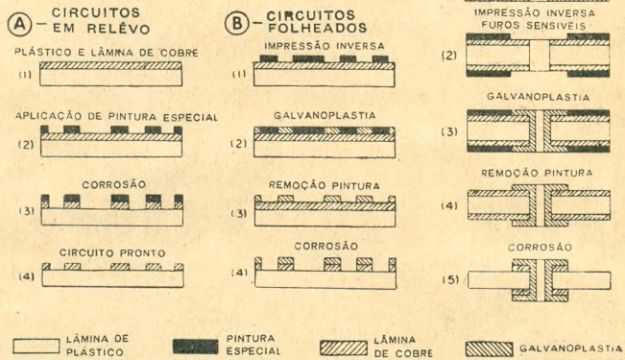 A - CIRCUITOS
EM RELÊVO
PLÁSTICO E LÂMINA DE COBRE
(1)
APLICAÇÃO DE PINTURA ESPECIAL
(2)
CORROSÃO
(3)
CIRCUITO PRONTO
(4)
B - CIRCUITOS
FOLHEADOS
IMPRESSÃO INVERSA
(1)
GALVANOPLASTIA
(2)
REMOÇÃO PINTURA
(3)
CORROSÃO
(4)
IMPRESSÃO INVERSA
FUROS SENSIVEIS
(2)
GALVANOPLASTIA
(3)
REMOÇÃO PINTURA
(4)
CORROSÃO
(5)
LÂMINA DE
PLÁSTICO
PINTURA
ESPECIAL
LÂMINA
DE COBRE
GALVANOPLASTIA